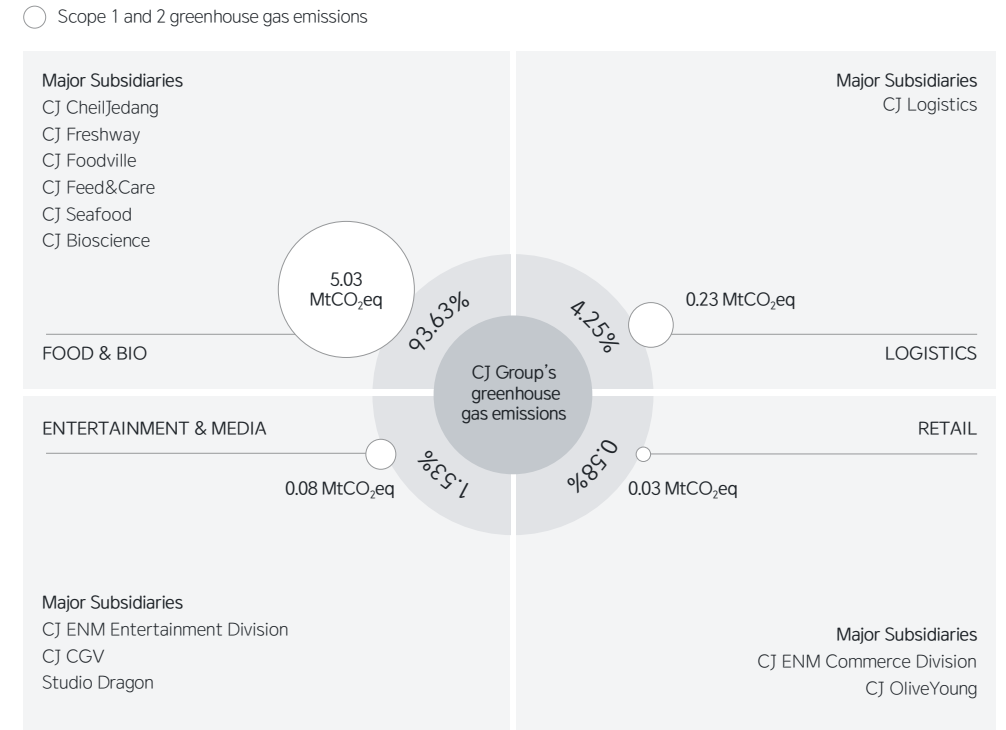 Scope 1 and 2 greenhouse gas emissions
Major Subsidiaries
CJ CheilJedang
CJ Freshway
CJ Foodville
CJ Feed&Care
CJ Seafood
CJ Bioscience
5.03
MtCO₂eq
93.63%
FOOD & BIO
Major Subsidiaries
CJ Logistics
4.25%
0.23 MtCO₂eq
LOGISTICS
CJ Group's
greenhouse
gas emissions
ENTERTAINMENT & MEDIA
1.53%
0.08 MtCO₂eq
Major Subsidiaries
CJ ENM Entertainment Division
CJ CGV
Studio Dragon
RETAIL
0.58%
0.03 MtCO₂eq
Major Subsidiaries
CJ ENM Commerce Division
CJ OliveYoung